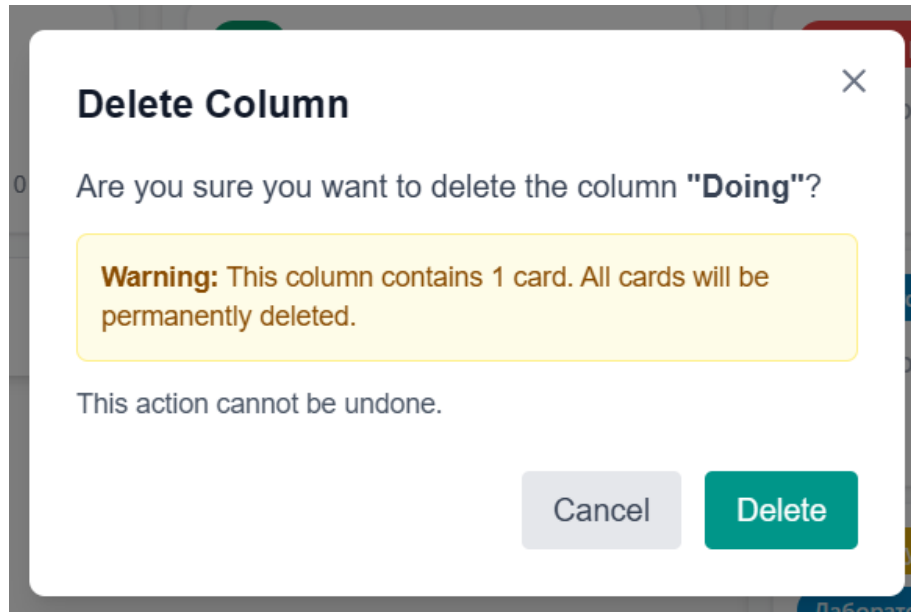 Delete Column
0
Are you sure you want to delete the column "Doing"?
Warning: This column contains 1 card. All cards will be
permanently deleted.
This action cannot be undone.
Cancel Delete